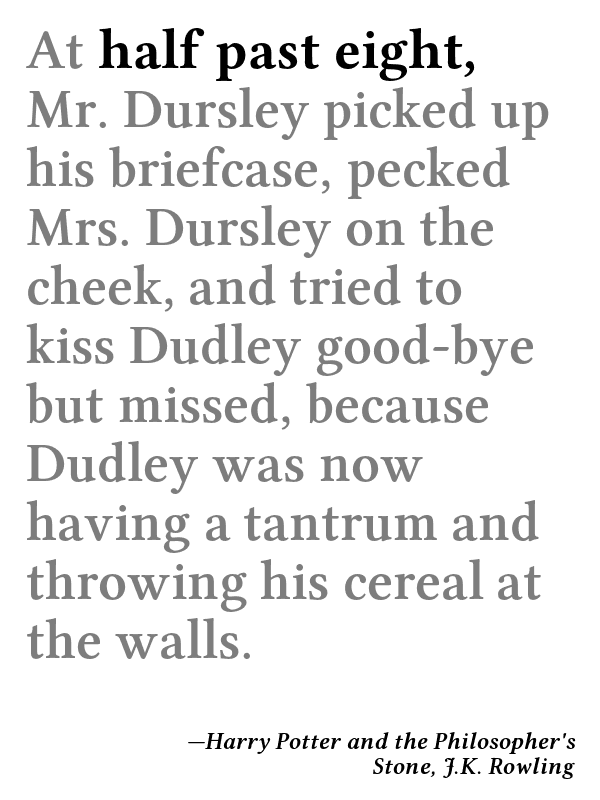 At half past eight,
Mr. Dursley picked up
his briefcase, pecked
Mrs. Dursley on the
cheek, and tried to
kiss Dudley good-bye
but missed, because
Dudley was now
having a tantrum and
throwing his cereal at
the walls.
—Harry Potter and the Philosopher's
Stone, J.K. Rowling